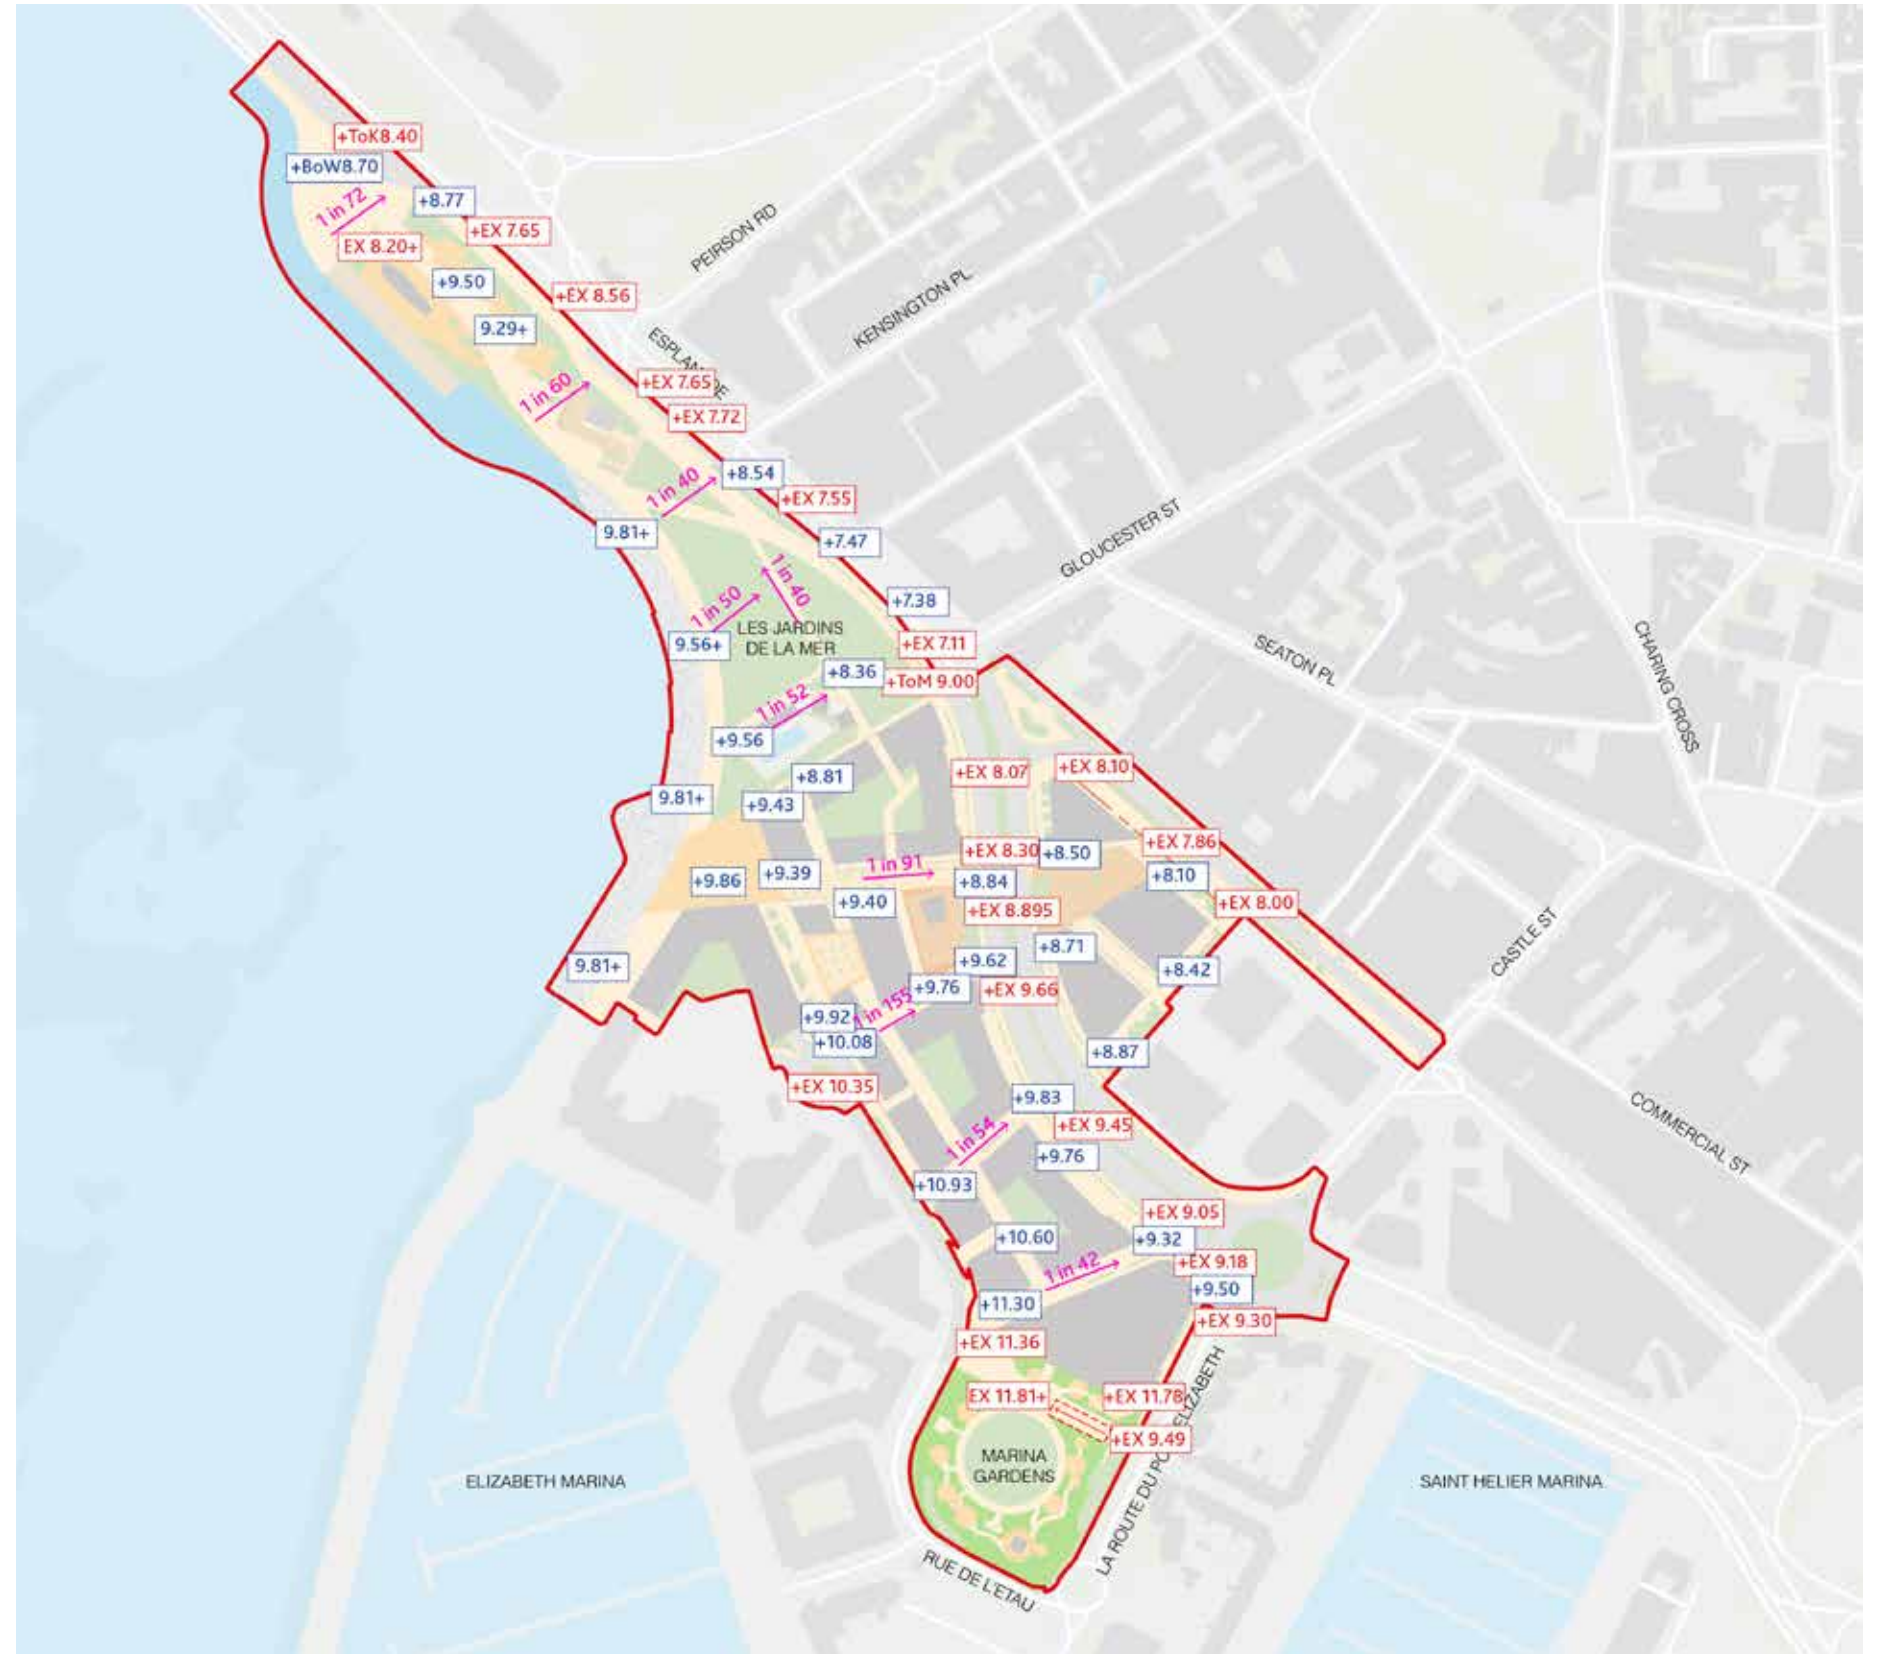 +ToK8.40
+BoW8.70
1 in 72
+8.77
+EX 7.65
EX 8.20+
+9.50
+EX 8.56
9.29+
PEIRSON RD
KENSINGTON PL
1 in 60
+EX 7.65
+EX 7.72
1 in 40
+8.54
+EX 7.55
9.81+
+7.47
GLOUCESTER ST
1 in 40
1 in 50
+7.38
LES JARDINS
DE LA MER
9.56+
+EX 7.11
+8.36
+ToM 9.00
SEATON PL
CHARING CROSS
1 in 52
+9.56
+8.81
+EX 8.07
+EX 8.10
9.81+
+9.43
+EX 7.86
+EX 8.30
+8.50
1 in 91
+9.39
+9.86
+8.84
+8.10
+9.40
+EX 8.895
+EX 8.00
CASTLE ST
+8.71
9.81+
+9.62
+8.42
+9.76
+EX 9.66
1 in 155
+9.92
+10.08
+8.87
+EX 10.35
+9.83
+EX 9.45
COMMERCIAL ST
1 in 54
+9.76
+10.93
+EX 9.05
+10.60
+9.32
+EX 9.18
1 in 42
+9.50
+11.30
+EX 9.30
+EX 11.36
EX 11.81+
+EX 11.78
+EX 9.49
MARINA
GARDENS
ELIZABETH MARINA
SAINT HELIER MARINA
LA ROUTE DU
ELIZABETH
RUE DE L'ETAU